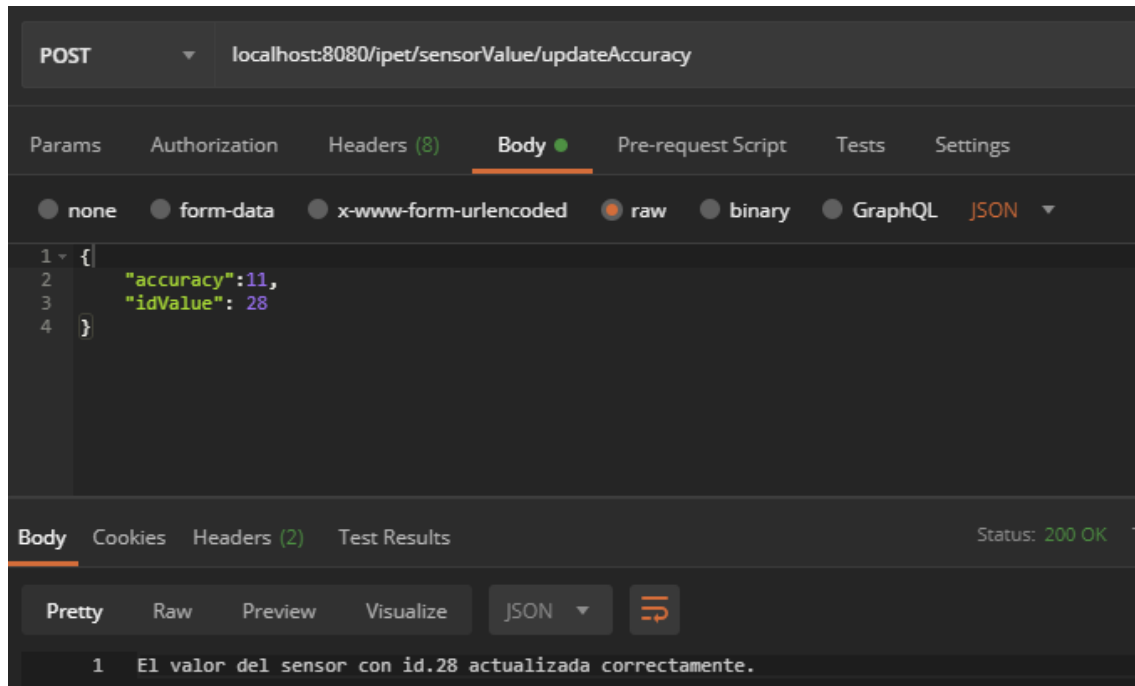 POST localhost:8080/ipet/sensorValue/updateAccuracy
Params Authorization Headers (8) Body Pre-request Script Tests Settings
none form-data x-www-form-urlencoded raw binary GraphQL JSON
1 {
2 "accuracy":11,
3 "idValue": 28
4 }
Body Cookies Headers (2) Test Results Status: 200 OK
Pretty Raw Preview Visualize JSON
1 El valor del sensor con id.28 actualizada correctamente.